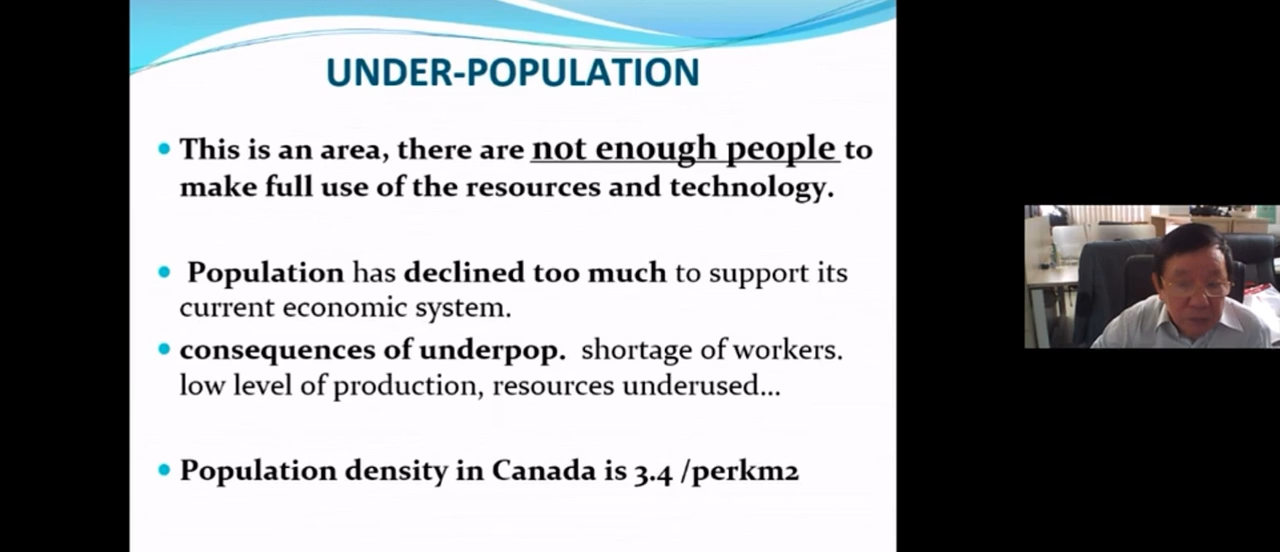 UNDER-POPULATION
• This is an area, there are not enough people to
make full use of the resources and technology.
• Population has declined too much to support its
current economic system.
• consequences of underpop. shortage of workers.
low level of production, resources underused...
• Population density in Canada is 3.4 /perkm2